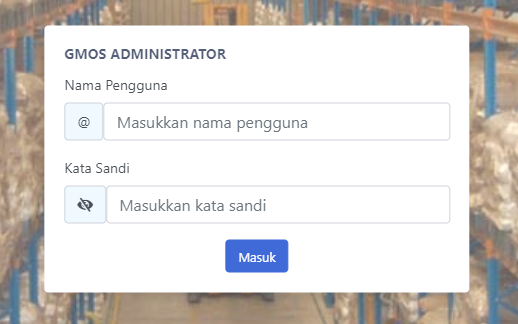 GMOS ADMINISTRATOR
Nama Pengguna
@ Masukkan nama pengguna
Kata Sandi
Masukkan kata sandi
Masuk